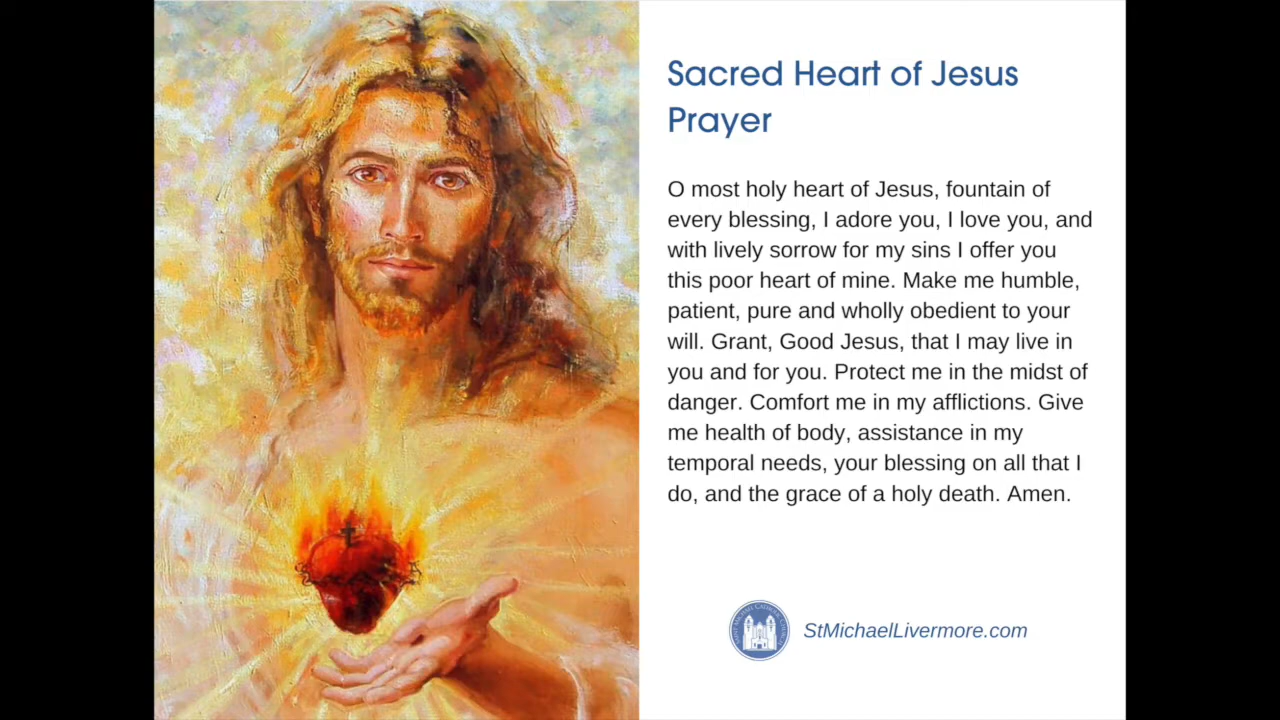 Sacred Heart of Jesus
Prayer
O most holy heart of Jesus, fountain of
every blessing, I adore you, I love you, and
with lively sorrow for my sins I offer you
this poor heart of mine. Make me humble,
patient, pure and wholly obedient to your
will. Grant, Good Jesus, that I may live in
you and for you. Protect me in the midst of
danger. Comfort me in my afflictions. Give
me health of body, assistance in my
temporal needs, your blessing on all that I
do, and the grace of a holy death. Amen.
StMichaelLivermore.com